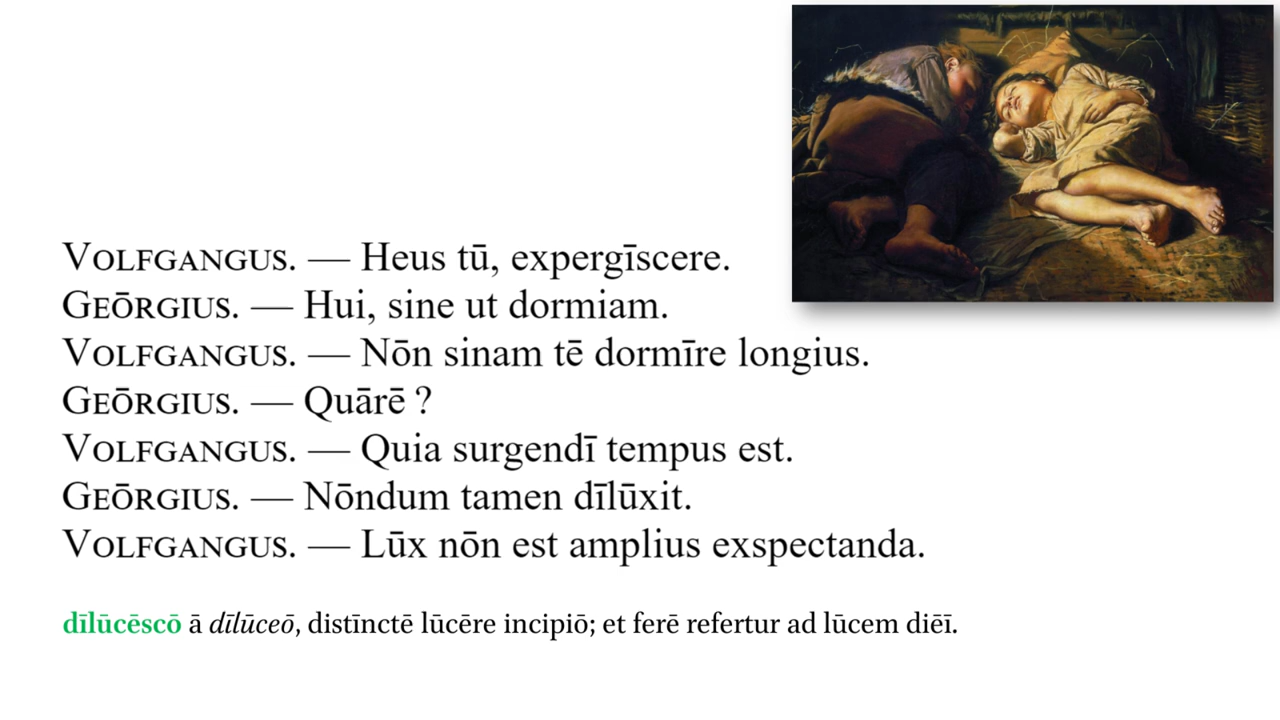 VOLFGANGUS. — Heus tū, expergīscere.
GEŌRGIUS. — Hui, sine ut dormiam.
VOLFGANGUS. — Nōn sinam tē dormīre longius.
GEŌRGIUS. — Quārē ?
VOLFGANGUS. — Quia surgendī tempus est.
GEŌRGIUS. — Nōndum tamen dīlūxit.
VOLFGANGUS. — Lūx nōn est amplius exspectanda.
dīlūcēscō ā dīlūceō, distīnctē lūcēre incipiō; et ferē refertur ad lūcem diēī.